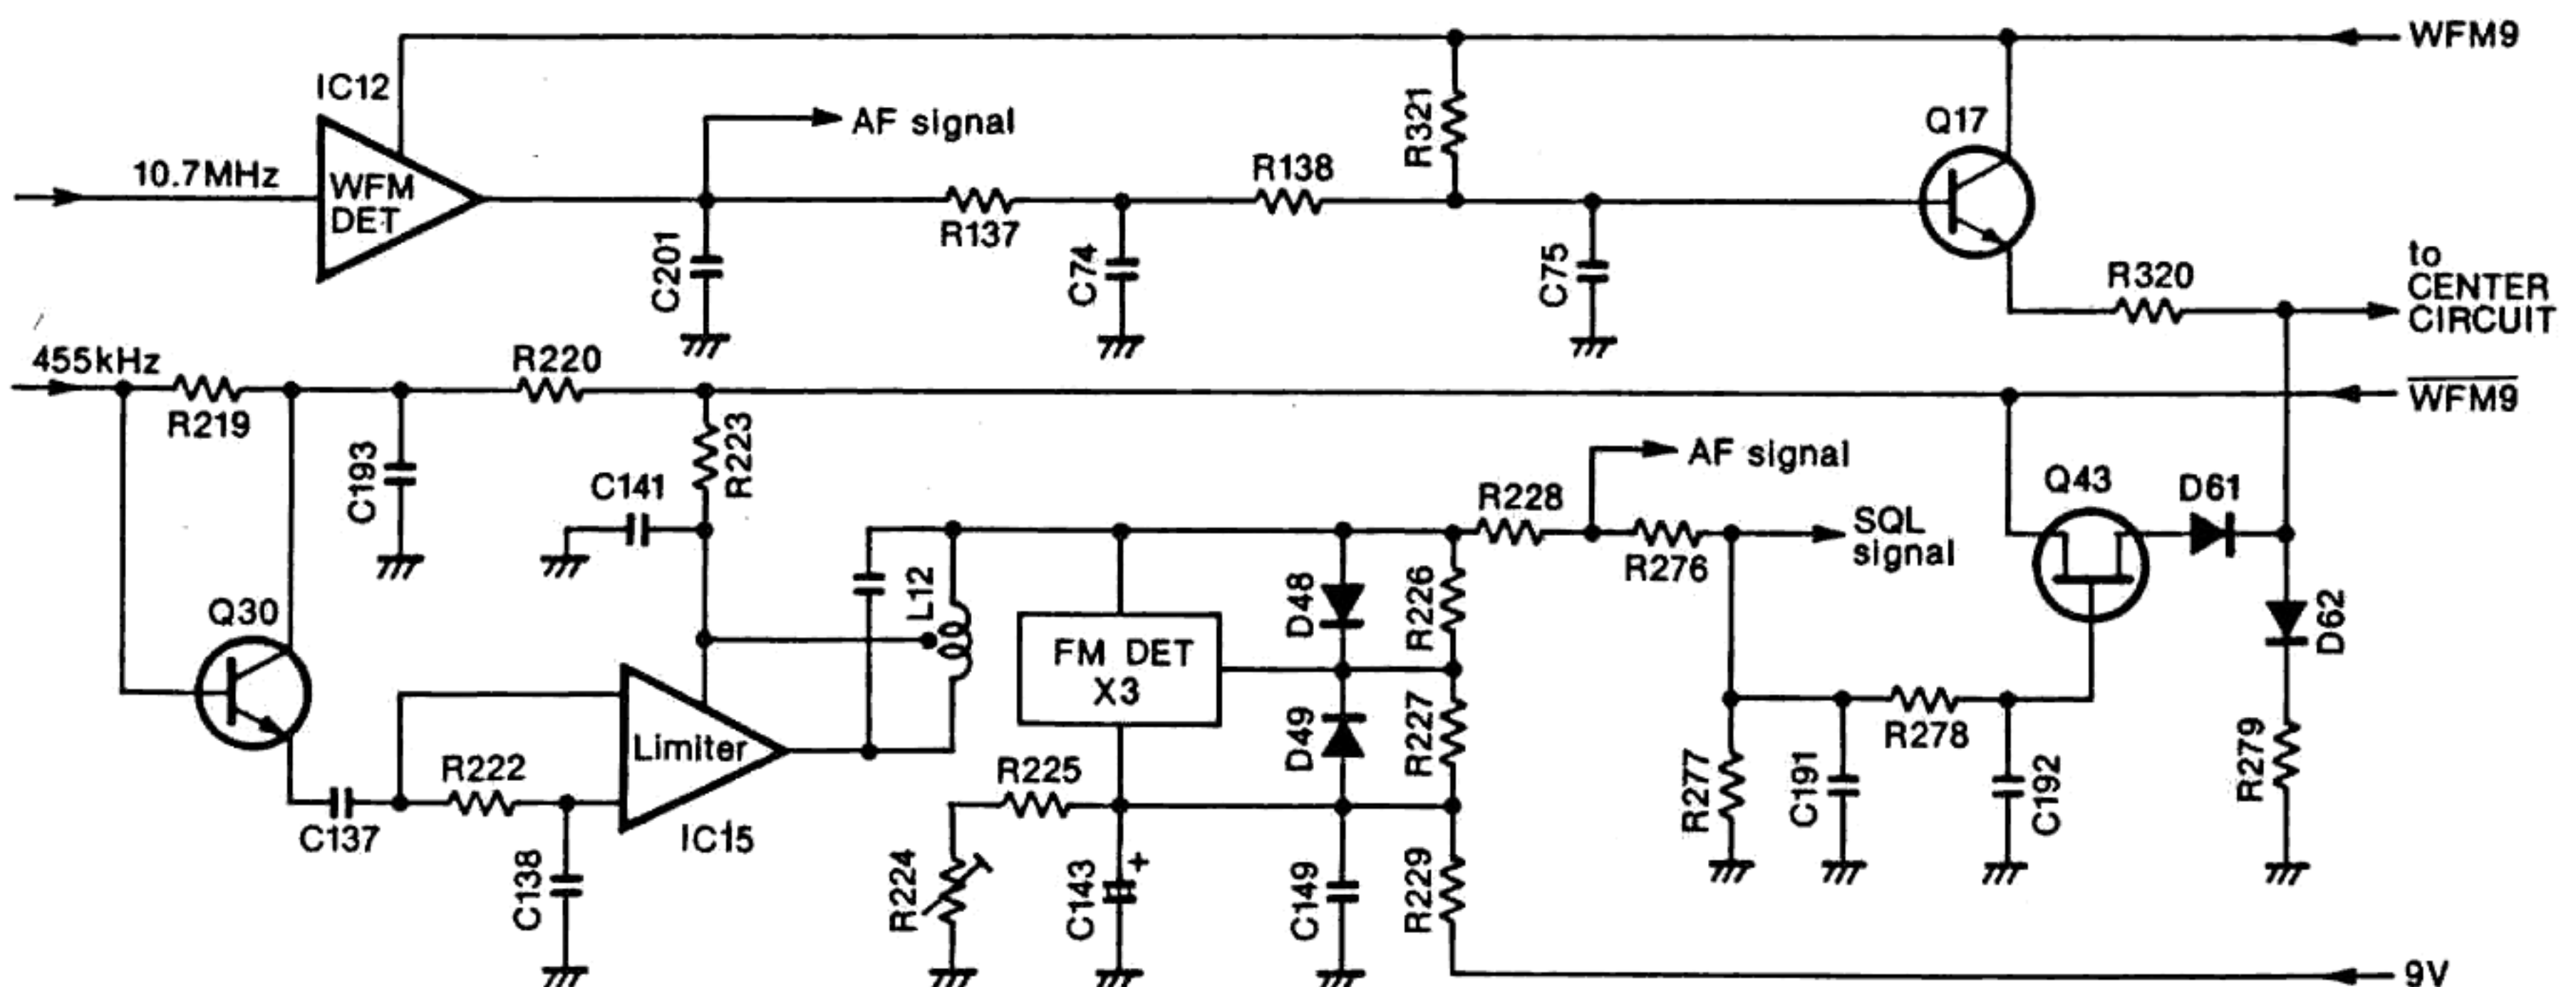 WFM9
IC12
AF signal
R321
Q17
10.7MHz
WFM
DET
R138
R137
C201
C74
C75
R320
to
CENTER
CIRCUIT
455kHz
R220
R219
W̅F̅M̅9̅
C193
R223
C141
AF signal
R228
Q43
D61
SQL
signal
R276
L12
D48
R226
Q30
FM DET
X3
D62
Limiter
D49
R227
R278
R222
R225
R277
C191
C192
R279
C137
IC15
C138
R224
C143
+
C149
R229
9V